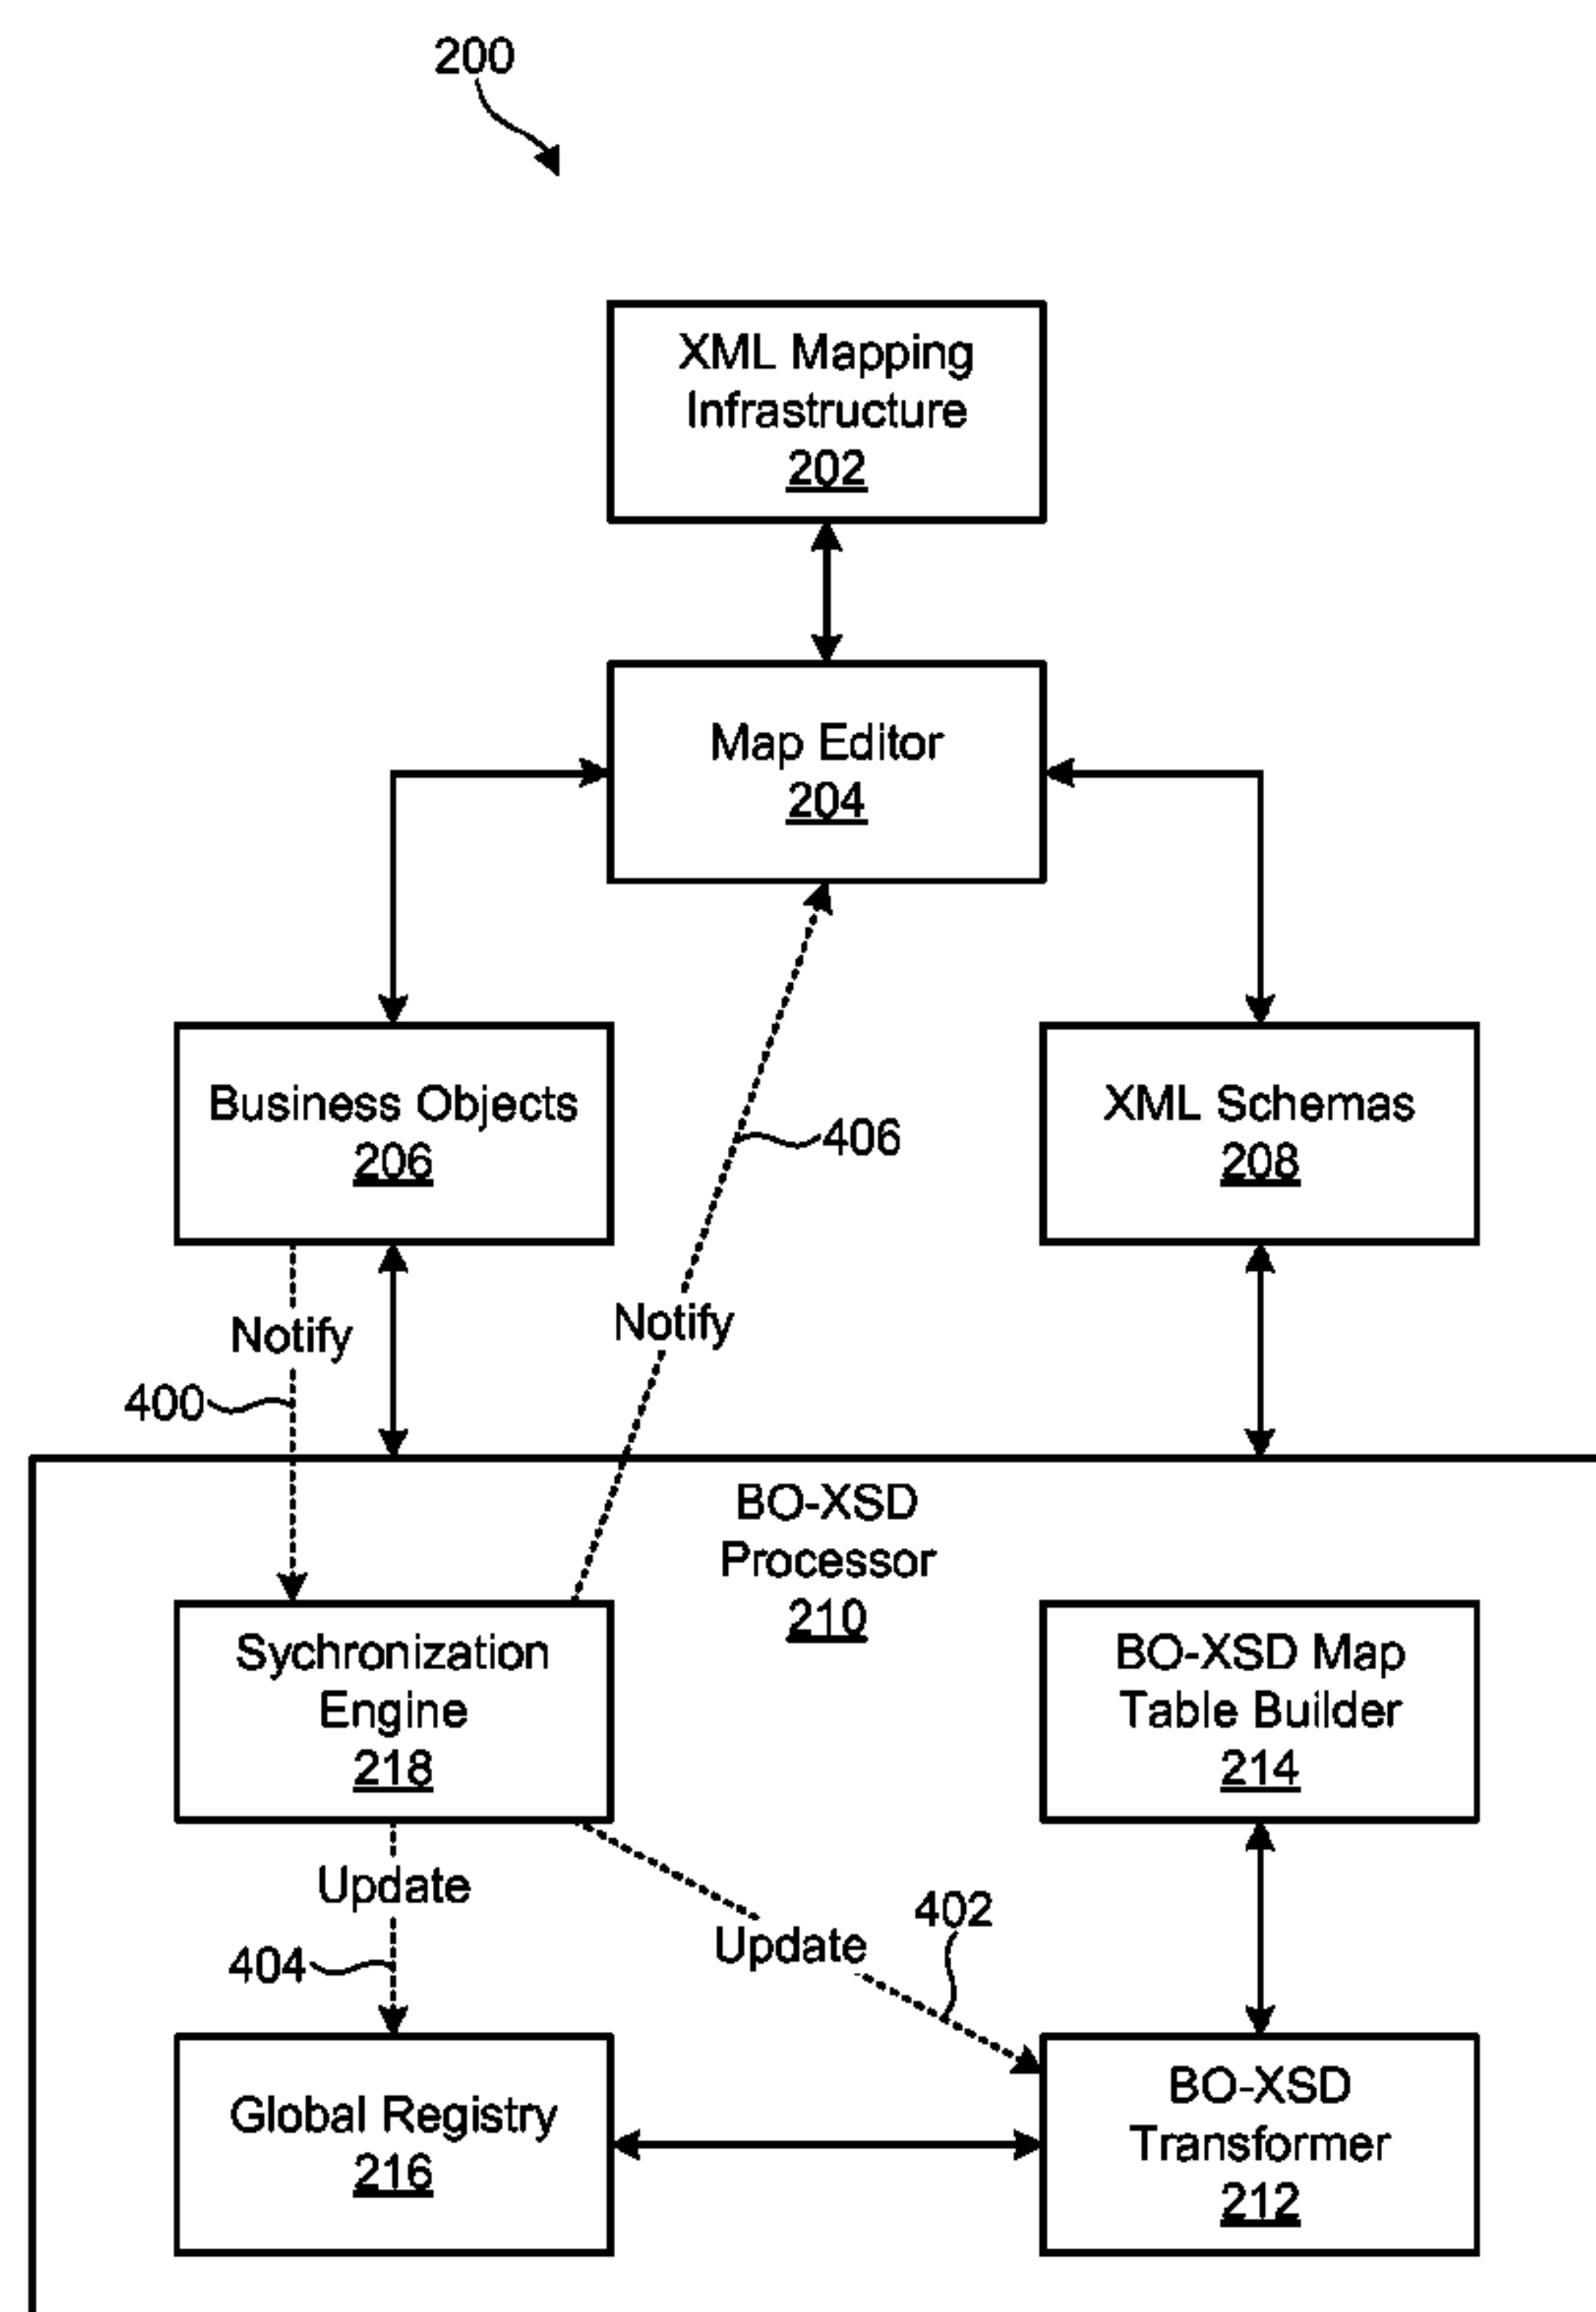 200
XML Mapping
Infrastructure
202
Map Editor
204
Business Objects
206
XML Schemas
208
406
Notify
Notify
400
BO-XSD
Processor
210
Sychronization
Engine
218
BO-XSD Map
Table Builder
214
Update
404
Update
402
Global Registry
216
BO-XSD
Transformer
212